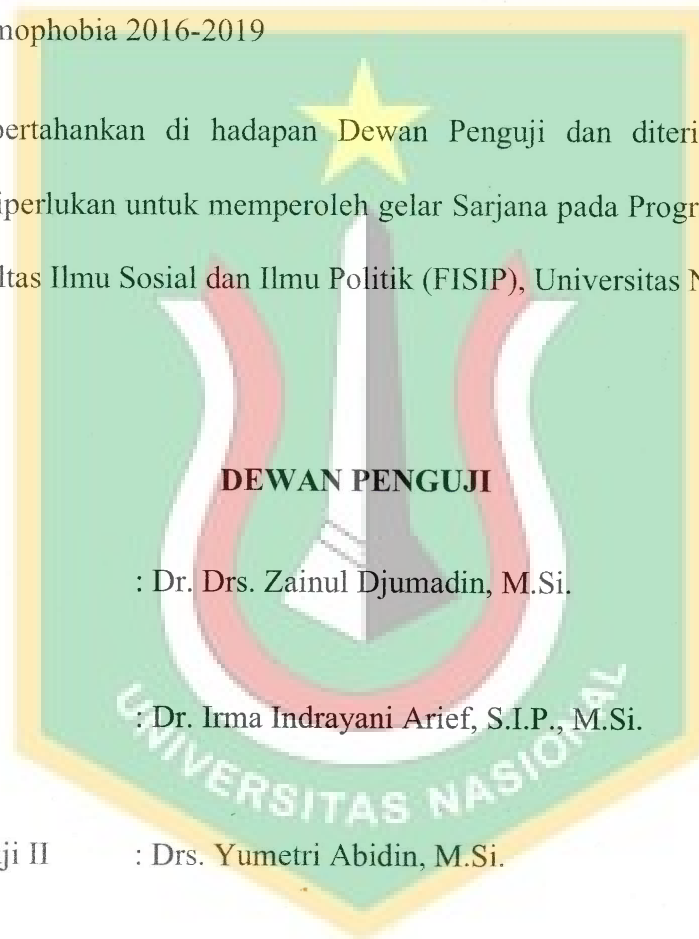 nophobia 2016-2019
pertahankan di hadapan Dewan Penguji dan diteri
iperlukan untuk memperoleh gelar Sarjana pada Progr
ltas Ilmu Sosial dan Ilmu Politik (FISIP), Universitas N
DEWAN PENGUJI
: Dr. Drs. Zainul Djumadin, M.Si.
: Dr. Irma Indrayani Arief, S.I.P., M.Si.
UNIVERSITAS NASIONAL
ji II : Drs. Yumetri Abidin, M.Si.